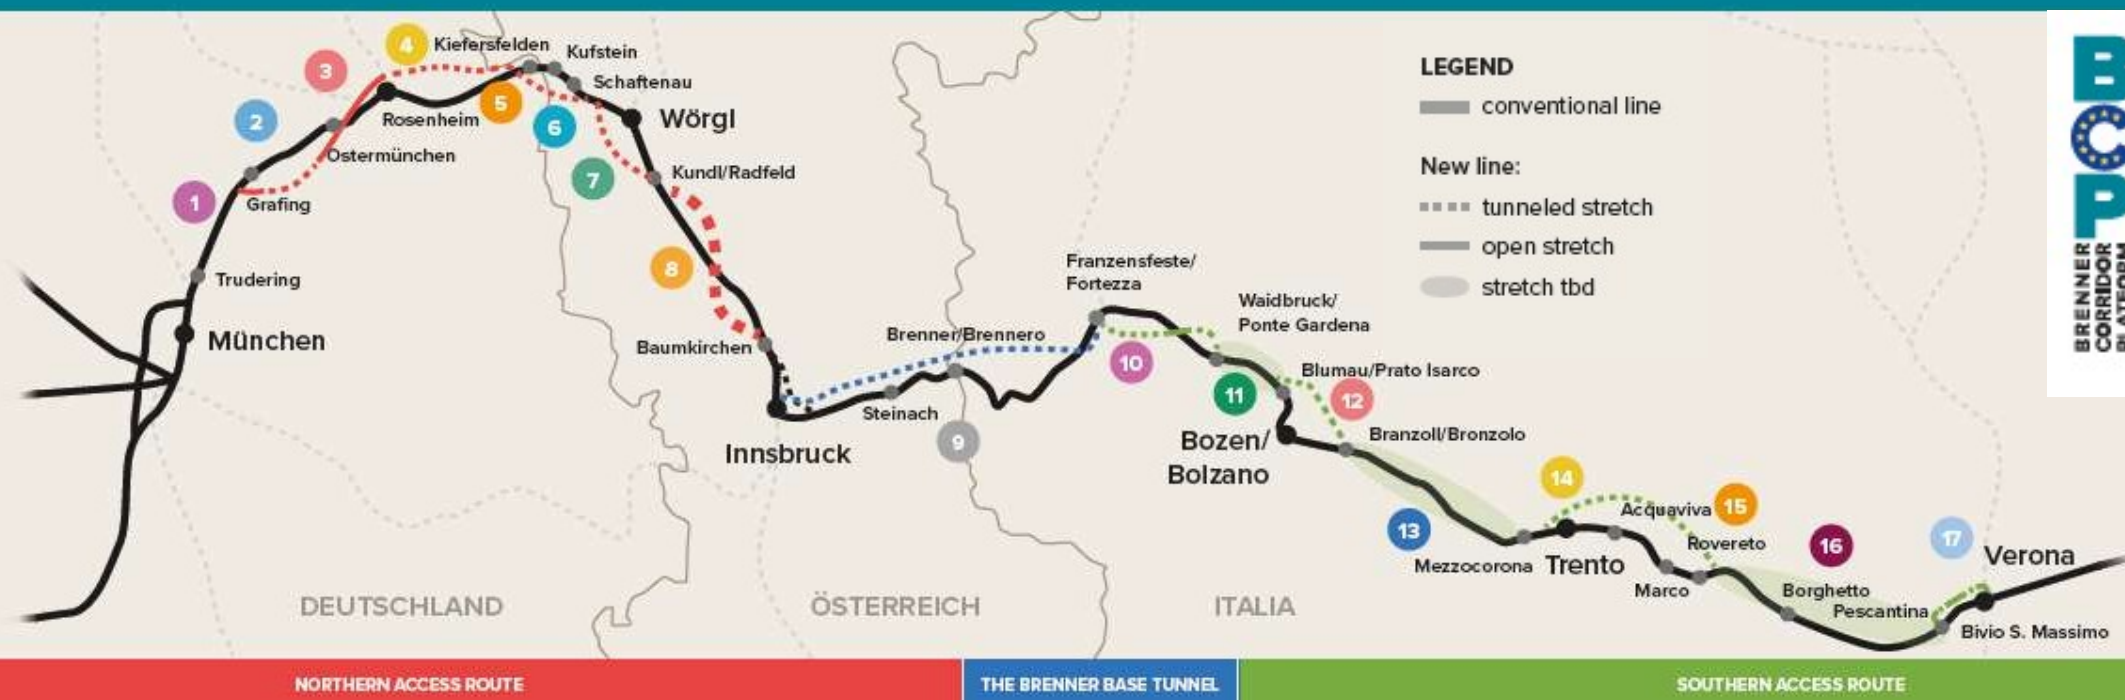 4
Kiefersfelden
Kufstein
3
Schaftenau
5
2
Rosenheim
6
Wörgl
Ostermünchen
7
Kundl/Radfeld
1
Grafing
Trudering
8
München
Baumkirchen
Innsbruck
Brenner/Brennero
Steinach
9
Franzensfeste/
Fortezza
10
Waidbruck/
Ponte Gardena
11
Blumau/Prato Isarco
12
Bozen/
Bolzano
Branzoll/Bronzolo
13
Mezzocorona
14
Trento
Acquaviva
15
Rovereto
Marco
16
Borghetto
Pescantina
17
Verona
Bivio S. Massimo
LEGEND
conventional line
New line:
tunneled stretch
open stretch
stretch tbd
BCP
BRENNER
CORRIDOR
DEUTSCHLAND
ÖSTERREICH
ITALIA
NORTHERN ACCESS ROUTE
THE BRENNER BASE TUNNEL
SOUTHERN ACCESS ROUTE